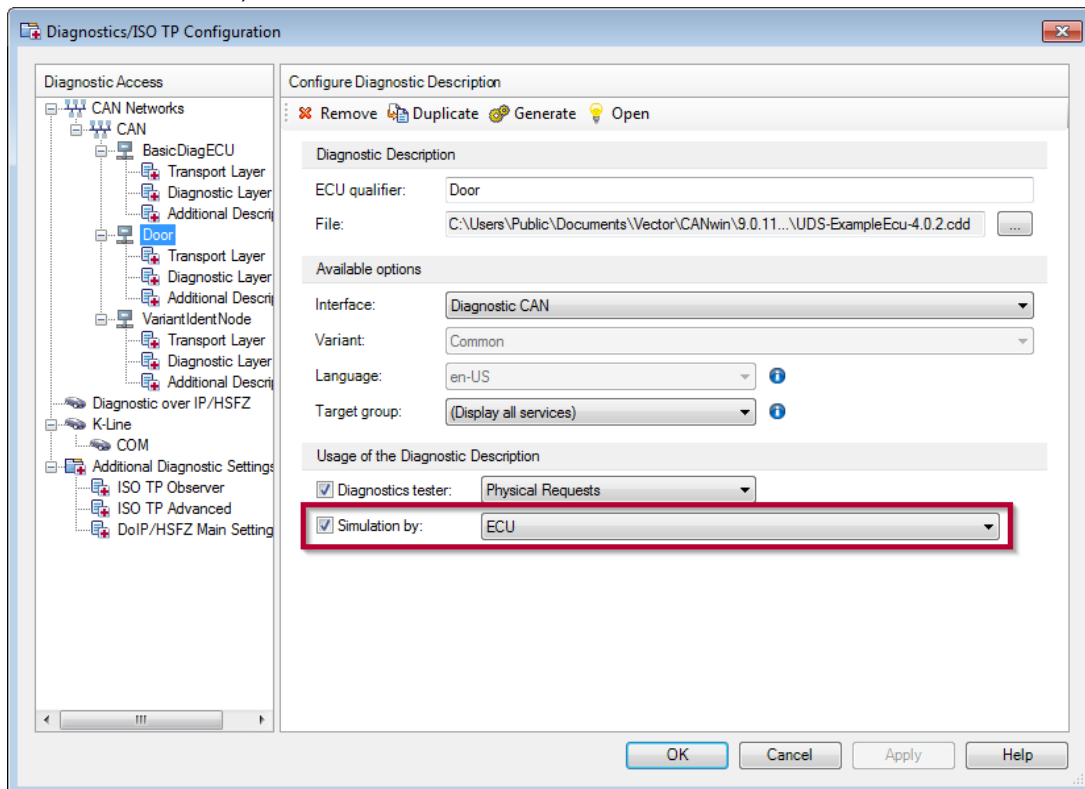 Diagnostics/ISO TP Configuration
Diagnostic Access
CAN Networks
CAN
BasicDiagECU
Transport Layer
Diagnostic Layer
Additional Descri
Door
Transport Layer
Diagnostic Layer
Additional Descri
VariantIdentNode
Transport Layer
Diagnostic Layer
Additional Descri
Diagnostic over IP/HSFZ
K-Line
COM
Additional Diagnostic Settings
ISO TP Observer
ISO TP Advanced
DoIP/HSFZ Main Setting
Configure Diagnostic Description
Remove Duplicate Generate Open
Diagnostic Description
ECU qualifier: Door
File: C:\Users\Public\Documents\Vector\CANwin\9.0.11...\UDS-ExampleEcu-4.0.2.cdd ...
Available options
Interface: Diagnostic CAN
Variant: Common
Language: en-US
Target group: (Display all services)
Usage of the Diagnostic Description
Diagnostics tester: Physical Requests
Simulation by: ECU
OK Cancel Apply Help